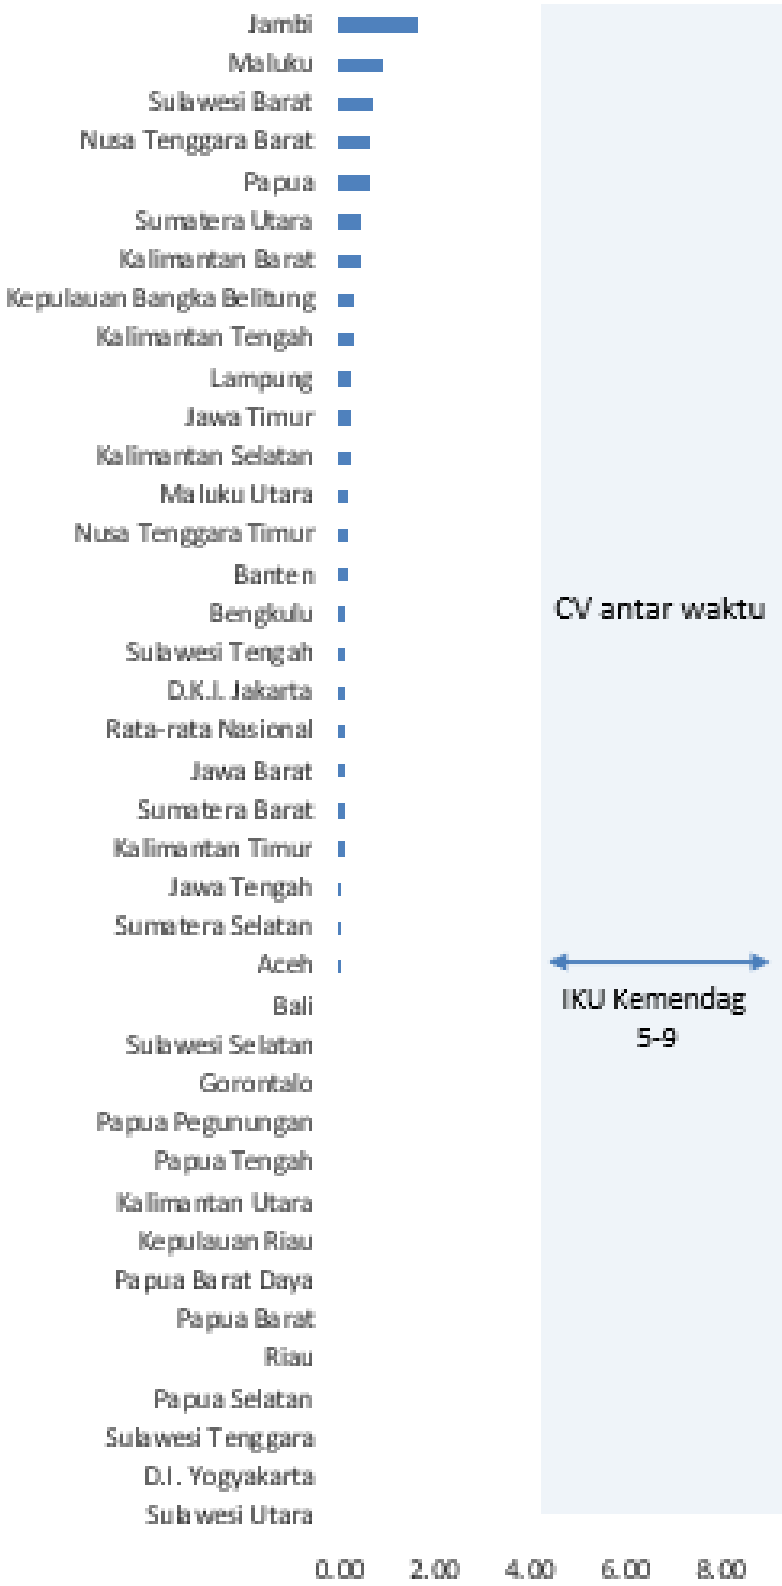 Jambi
Maluku
Sulawesi Barat
Nusa Tenggara Barat
Papua
Sumatera Utara
Kalimantan Barat
Kepulauan Bangka Belitung
Kalimantan Tengah
Lampung
Jawa Timur
Kalimantan Selatan
Maluku Utara
Nusa Tenggara Timur
Banten
Bengkulu
CV antar waktu
Sulawesi Tengah
D.K.I. Jakarta
Rata-rata Nasional
Jawa Barat
Sumatera Barat
Kalimantan Timur
Jawa Tengah
Sumatera Selatan
Aceh
IKU Kemendag
5-9
Bali
Sulawesi Selatan
Gorontalo
Papua Pegunungan
Papua Tengah
Kalimantan Utara
Kepulauan Riau
Papua Barat Daya
Papua Barat
Riau
Papua Selatan
Sulawesi Tenggara
D.I. Yogyakarta
Sulawesi Utara
0.00 2.00 4.00 6.00 8.00